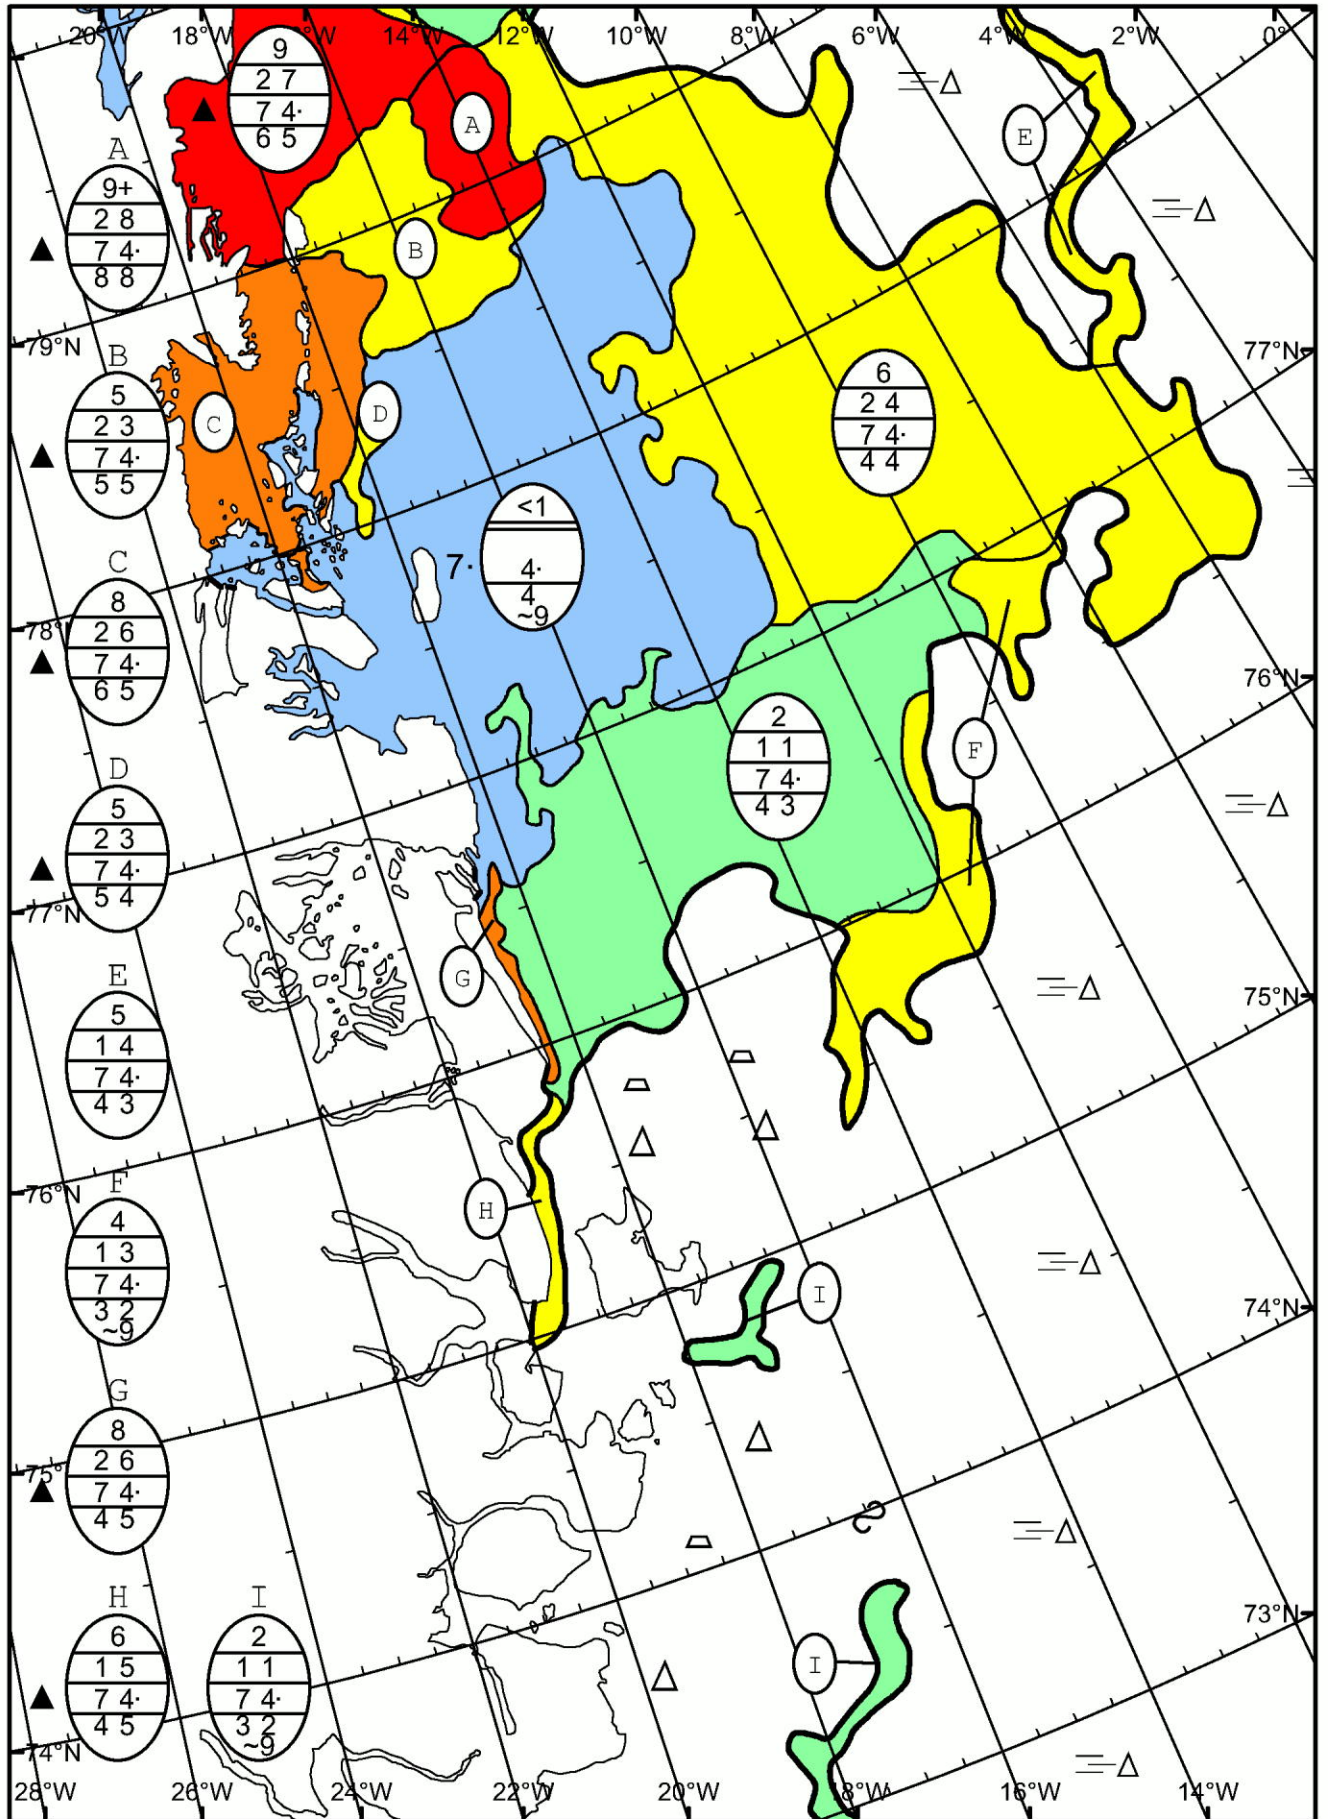 20°W 18°W 16°W 14°W 12°W 10°W 8°W 6°W 4°W 2°W 0°
9
2 7
7 4·
6 5
A
E
A
9+
2 8
7 4·
8 8
B
79°N
77°N
B
5
2 3
7 4·
5 5
6
2 4
7 4·
4 4
C
D
<1
7·
4·
4
~9
C
8
2 6
7 4·
6 5
78°
76°N
2
1 1
7 4·
4 3
F
D
5
2 3
7 4·
5 4
77°N
G
75°N
E
5
1 4
7 4·
4 3
76°N
H
F
4
1 3
7 4·
3 2
~9
I
74°N
G
8
2 6
7 4·
4 5
75°
73°N
H
6
1 5
7 4·
4 5
I
2
1 1
7 4·
3 2
~9
I
74°N
28°W 26°W 24°W 22°W 20°W 18°W 16°W 14°W